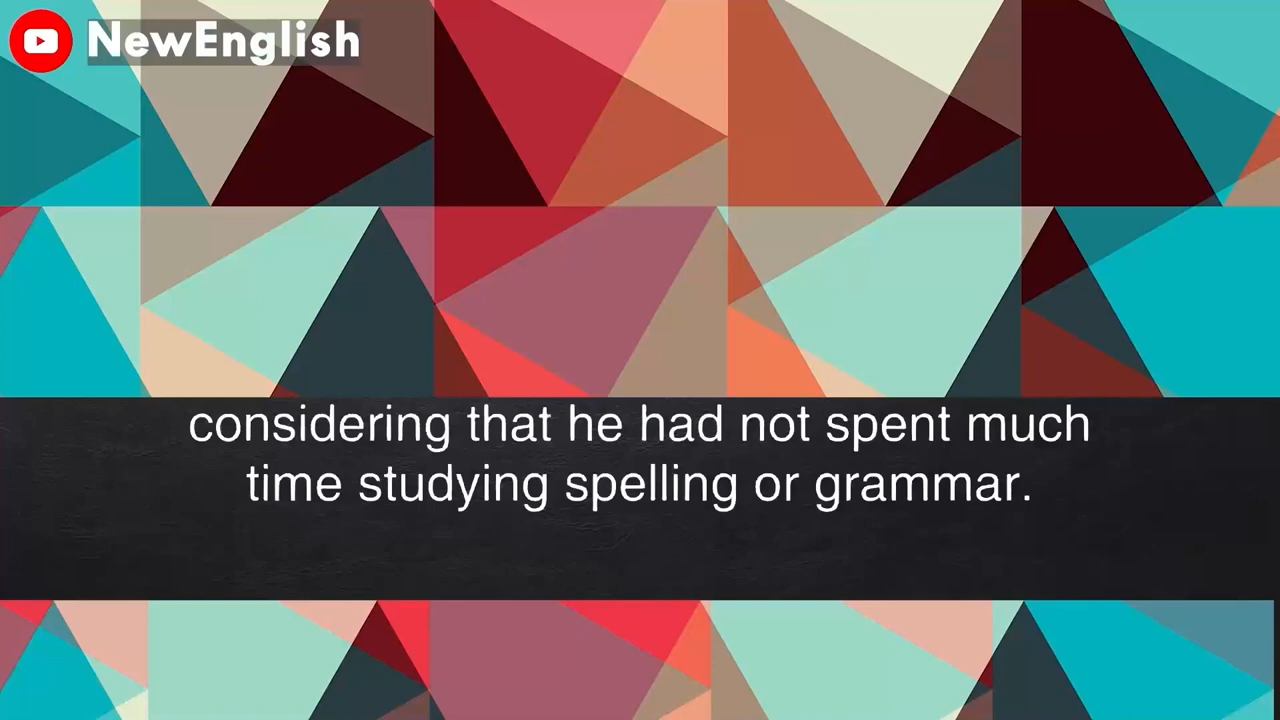 NewEnglish
considering that he had not spent much
time studying spelling or grammar.